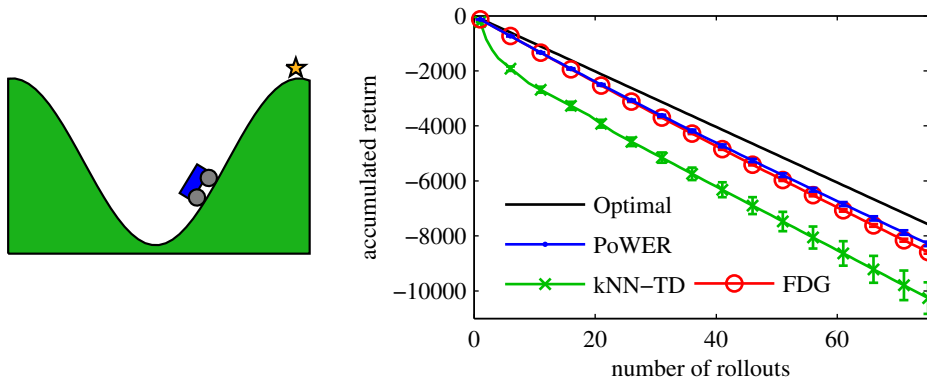 0
−2000
−4000
−6000
−8000
−10000
accumulated return
Optimal
PoWER
kNN−TD
FDG
0
20
40
60
number of rollouts